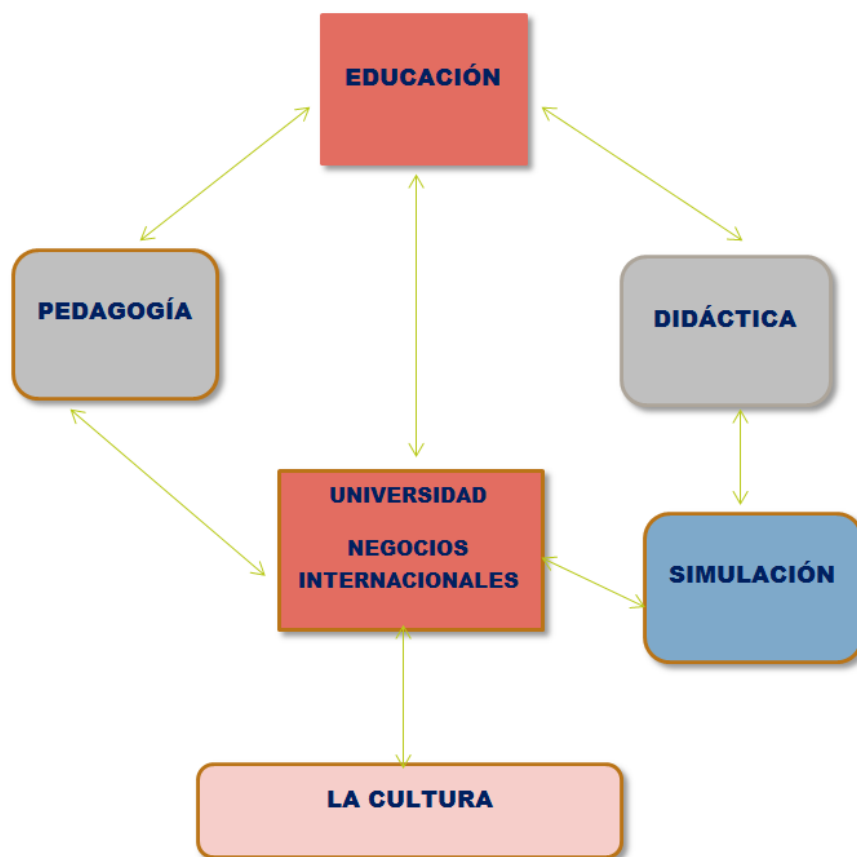 EDUCACIÓN
PEDAGOGÍA
DIDÁCTICA
UNIVERSIDAD
NEGOCIOS
INTERNACIONALES
SIMULACIÓN
LA CULTURA